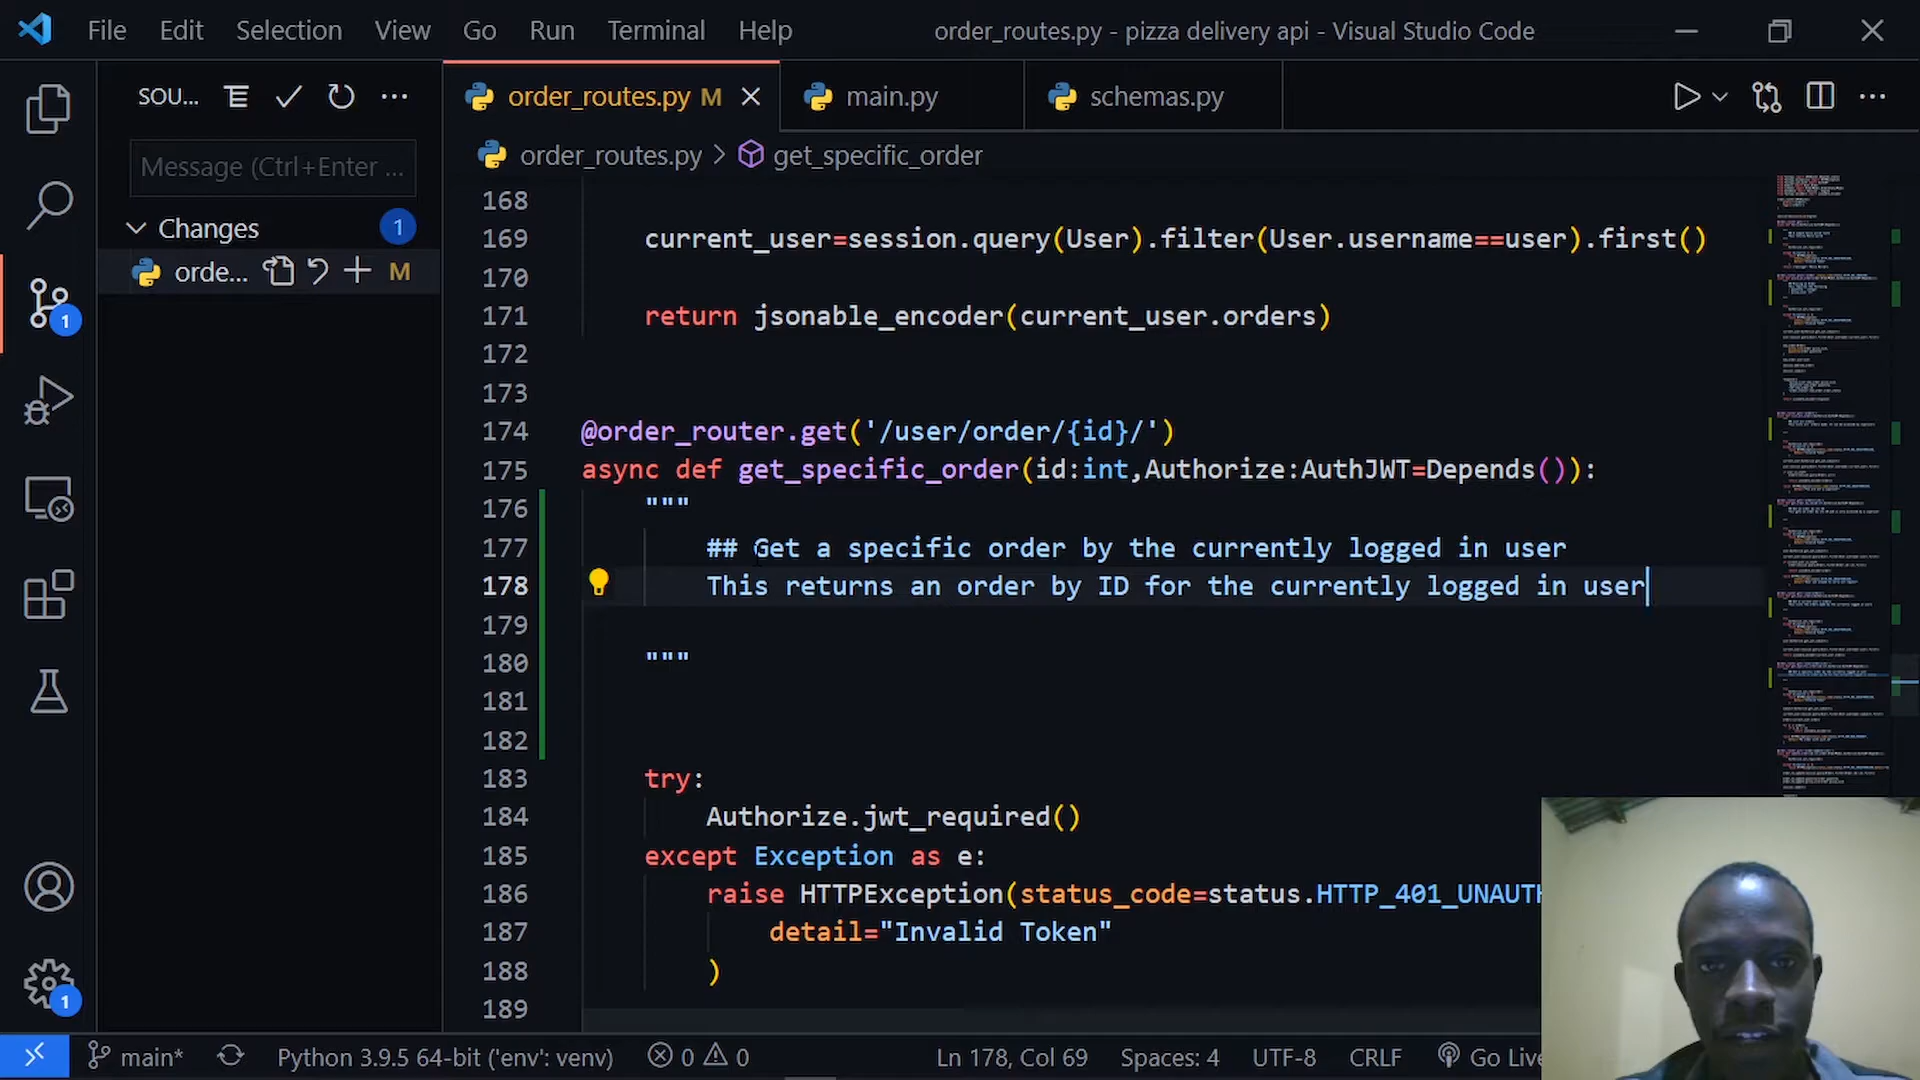 File Edit Selection View Go Run Terminal Help order_routes.py - pizza delivery api - Visual Studio Code
SOU...
order_routes.py M
main.py
schemas.py
Message (Ctrl+Enter ...
order_routes.py > get_specific_order
Changes 1
orde... M
1
168
169 current_user=session.query(User).filter(User.username==user).first()
170
171 return jsonable_encoder(current_user.orders)
172
173
174 @order_router.get('/user/order/{id}/')
175 async def get_specific_order(id:int,Authorize:AuthJWT=Depends()):
176 """
177 ## Get a specific order by the currently logged in user
178 This returns an order by ID for the currently logged in user
179
180 """
181
182
183 try:
184 Authorize.jwt_required()
185 except Exception as e:
186 raise HTTPException(status_code=status.HTTP_401_UNAUTH
187 detail="Invalid Token"
188 )
189
1
main* Python 3.9.5 64-bit ('env': venv) 0 0 Ln 178, Col 69 Spaces: 4 UTF-8 CRLF Go Live